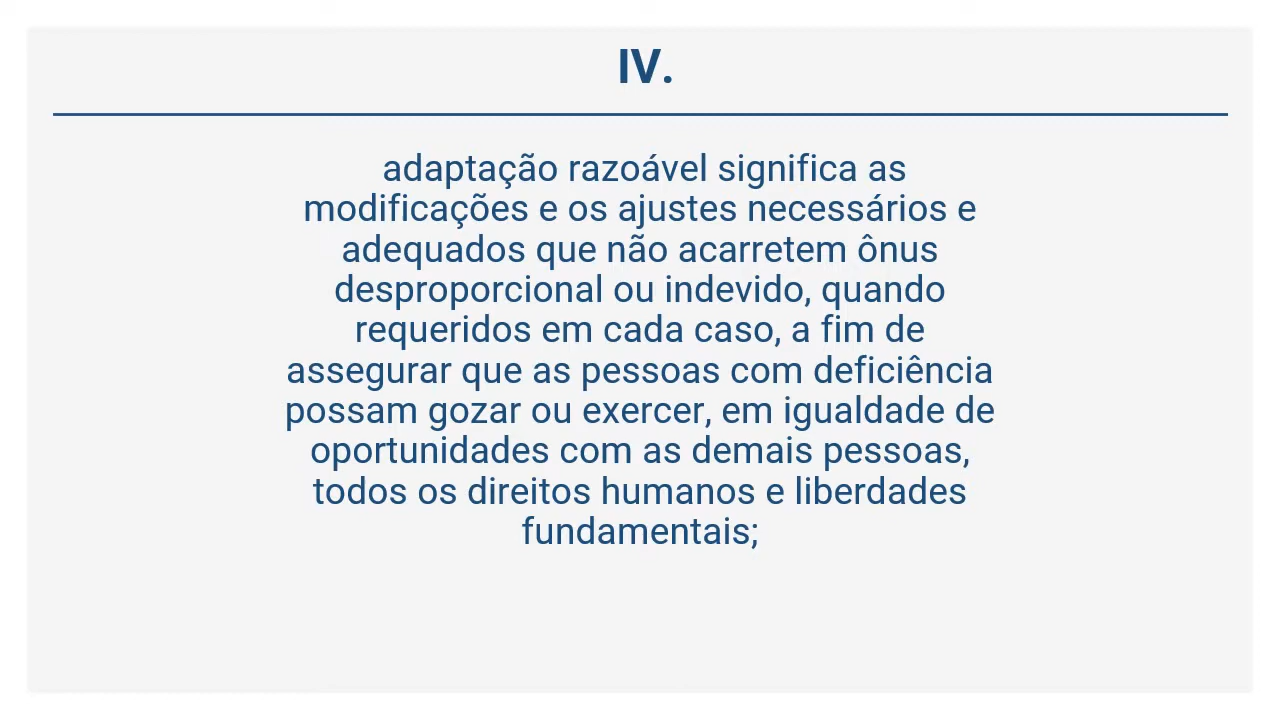 IV.
adaptação razoável significa as
modificações e os ajustes necessários e
adequados que não acarretem ônus
desproporcional ou indevido, quando
requeridos em cada caso, a fim de
assegurar que as pessoas com deficiência
possam gozar ou exercer, em igualdade de
oportunidades com as demais pessoas,
todos os direitos humanos e liberdades
fundamentais;